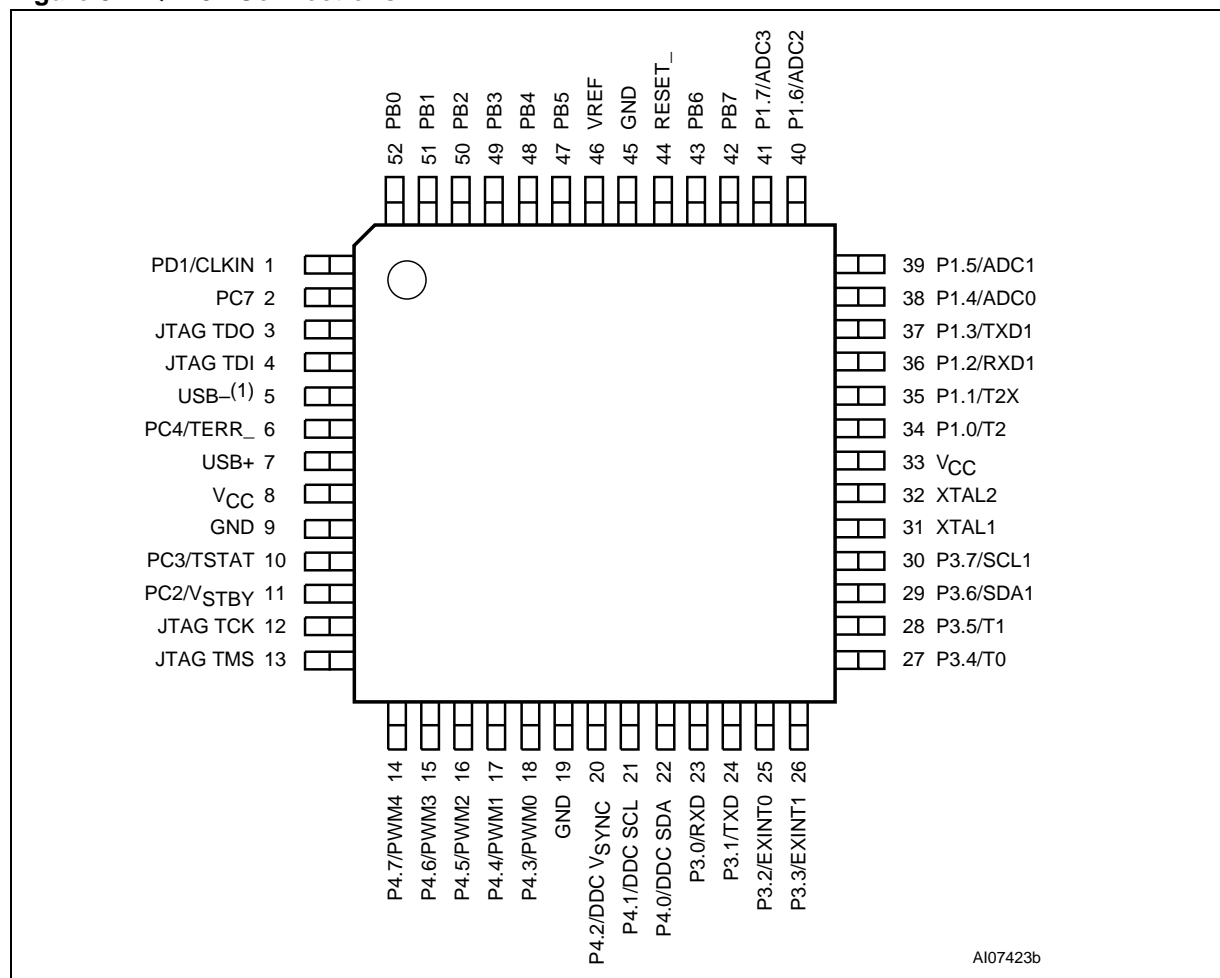 52 PB0
51 PB1
50 PB2
49 PB3
48 PB4
47 PB5
46 VREF
45 GND
44 RESET_
43 PB6
42 PB7
41 P1.7/ADC3
40 P1.6/ADC2
PD1/CLKIN 1
PC7 2
JTAG TDO 3
JTAG TDI 4
USB–(1) 5
PC4/TERR_ 6
USB+ 7
VCC 8
GND 9
PC3/TSTAT 10
PC2/VSTBY 11
JTAG TCK 12
JTAG TMS 13
39 P1.5/ADC1
38 P1.4/ADC0
37 P1.3/TXD1
36 P1.2/RXD1
35 P1.1/T2X
34 P1.0/T2
33 VCC
32 XTAL2
31 XTAL1
30 P3.7/SCL1
29 P3.6/SDA1
28 P3.5/T1
27 P3.4/T0
P4.7/PWM4 14
P4.6/PWM3 15
P4.5/PWM2 16
P4.4/PWM1 17
P4.3/PWM0 18
GND 19
P4.2/DDC VSYNC 20
P4.1/DDC SCL 21
P4.0/DDC SDA 22
P3.0/RXD 23
P3.1/TXD 24
P3.2/EXINT0 25
P3.3/EXINT1 26
AI07423b